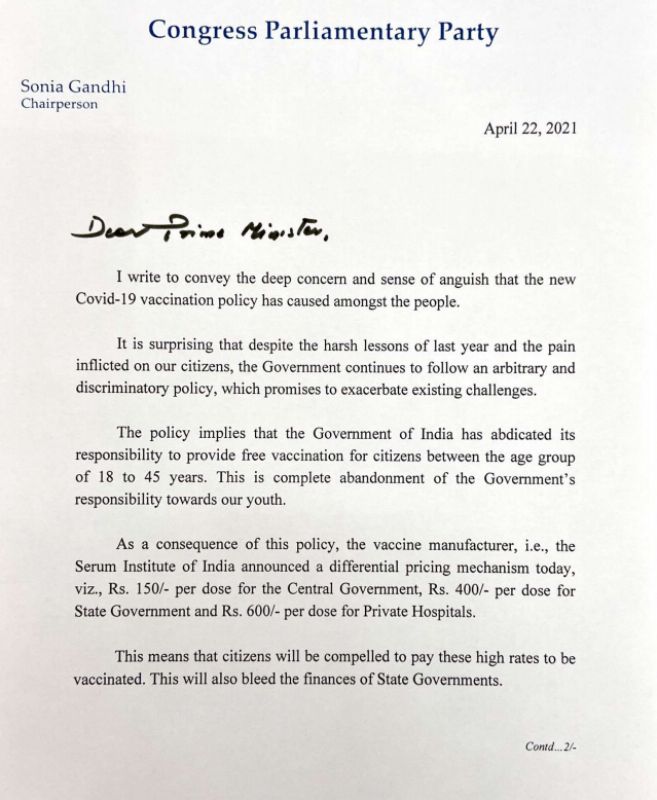 Congress Parliamentary Party
Sonia Gandhi
Chairperson
April 22, 2021
Dear Prime Minister,
I write to convey the deep concern and sense of anguish that the new
Covid-19 vaccination policy has caused amongst the people.
It is surprising that despite the harsh lessons of last year and the pain
inflicted on our citizens, the Government continues to follow an arbitrary and
discriminatory policy, which promises to exacerbate existing challenges.
The policy implies that the Government of India has abdicated its
responsibility to provide free vaccination for citizens between the age group
of 18 to 45 years. This is complete abandonment of the Government's
responsibility towards our youth.
As a consequence of this policy, the vaccine manufacturer, i.e., the
Serum Institute of India announced a differential pricing mechanism today,
viz., Rs. 150/- per dose for the Central Government, Rs. 400/- per dose for
State Government and Rs. 600/- per dose for Private Hospitals.
This means that citizens will be compelled to pay these high rates to be
vaccinated. This will also bleed the finances of State Governments.
Contd...2/-